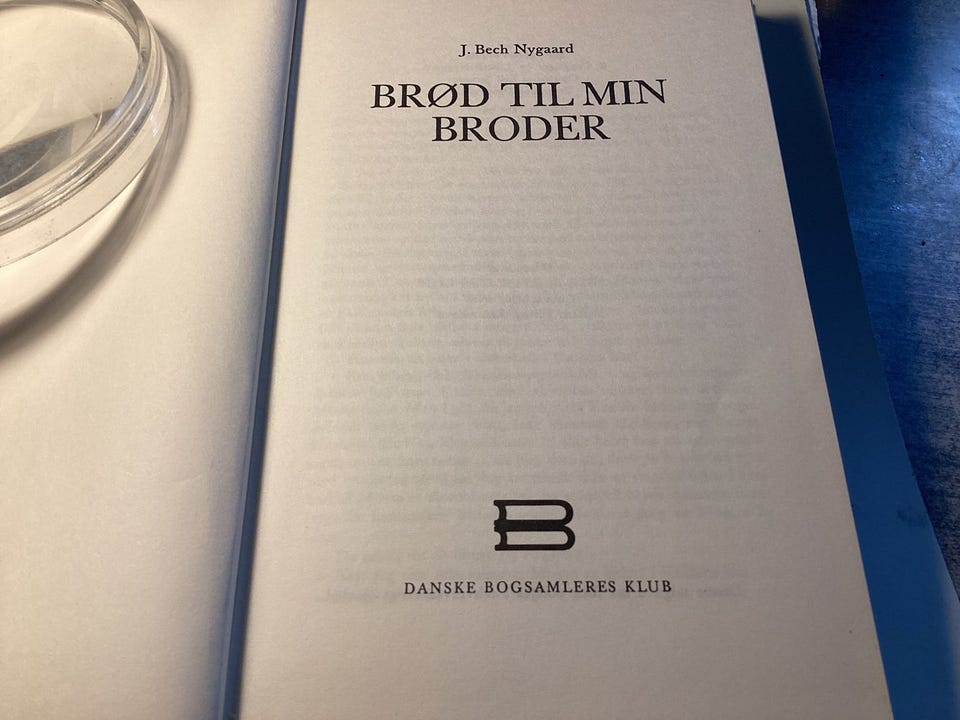 J. Bech Nygaard
BRØD TIL MIN
BRODER
B
DANSKE BOGSAMLERES KLUB